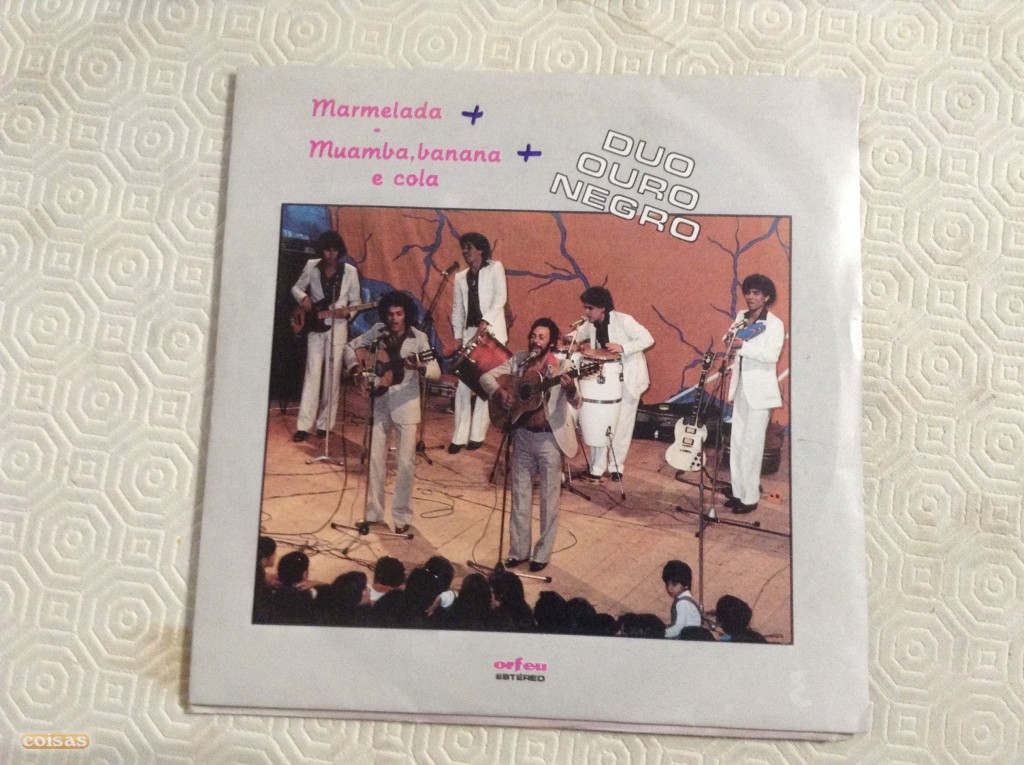 Marmelada +
-
Muamba, banana +
e cola
DUO
OURO
NEGRO
orfeu
ESTÉREO
coisas